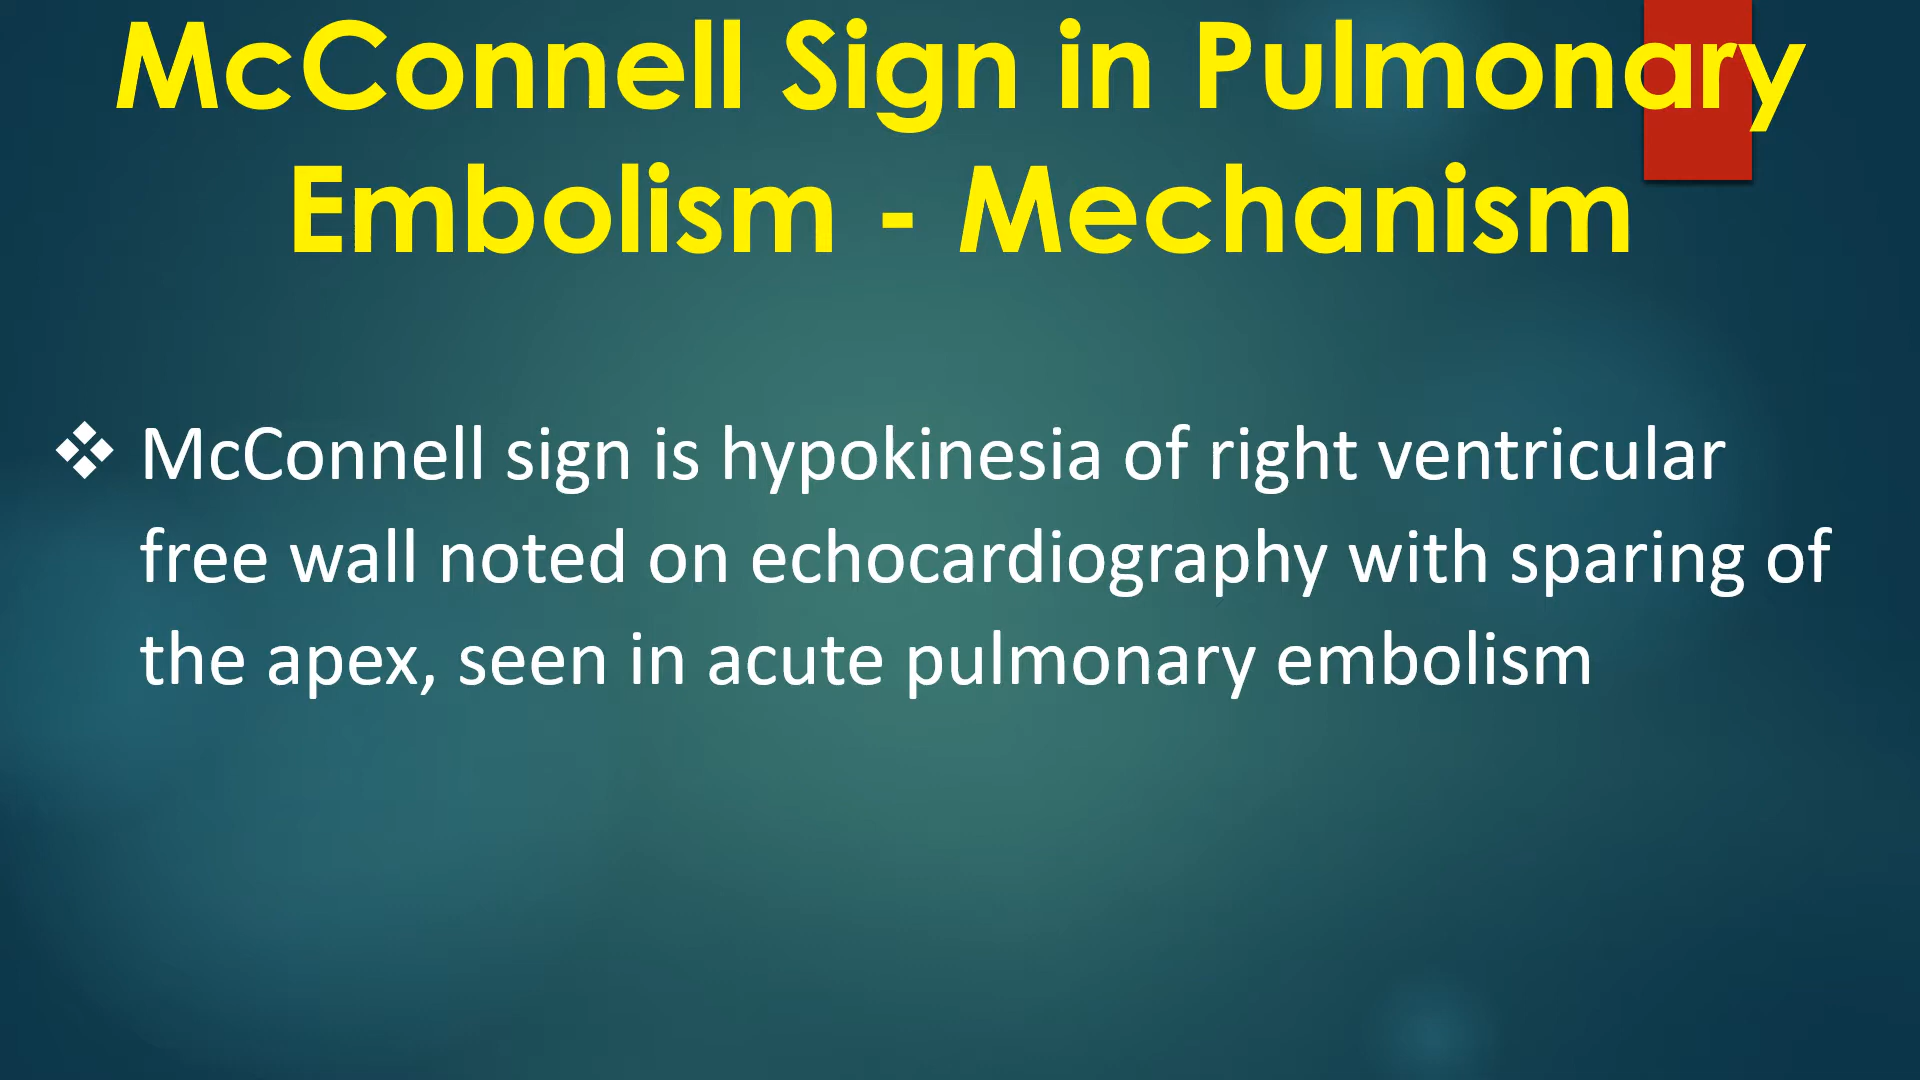 McConnell Sign in Pulmonary
Embolism - Mechanism
❖ McConnell sign is hypokinesia of right ventricular
free wall noted on echocardiography with sparing of
the apex, seen in acute pulmonary embolism